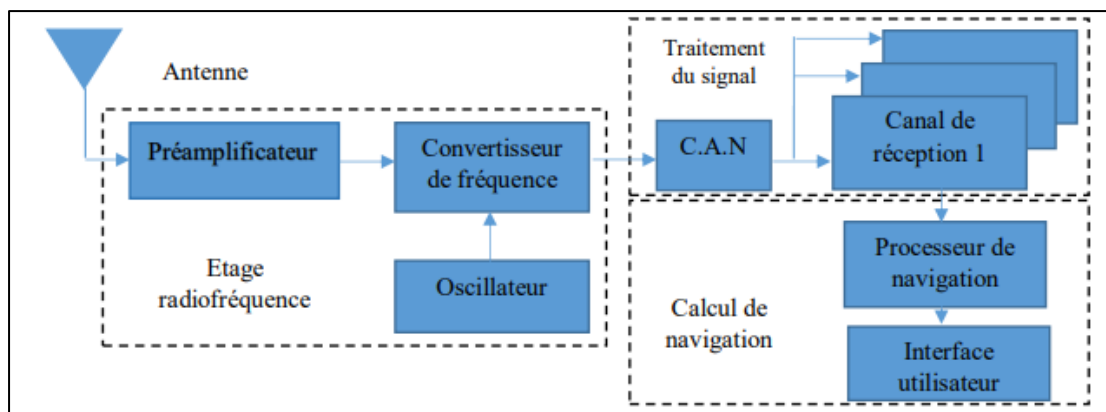 Antenne
Préamplificateur
Convertisseur
de fréquence
Etage
radiofréquence
Oscillateur
Traitement
du signal
C.A.N
Canal de
réception 1
Processeur de
navigation
Calcul de
navigation
Interface
utilisateur